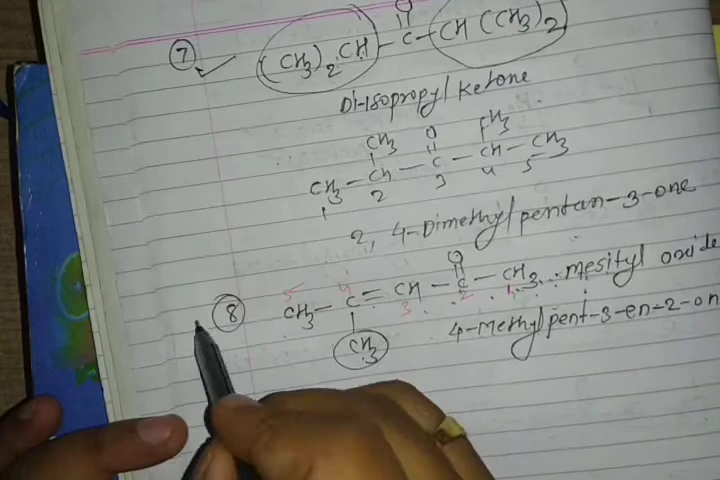 O
||
⑦ (CH3)2CH - C - CH(CH3)2
Di-isopropyl ketone
CH3 O CH3
CH3 - CH - C - CH - CH3
1 2 3 4 5
2, 4-Dimethylpentan-3-one
O
5 4 3 2 1
⑧ CH3 - C = CH - C - CH3 : mesityl oxide
CH3
4-Methylpent-3-en-2-on